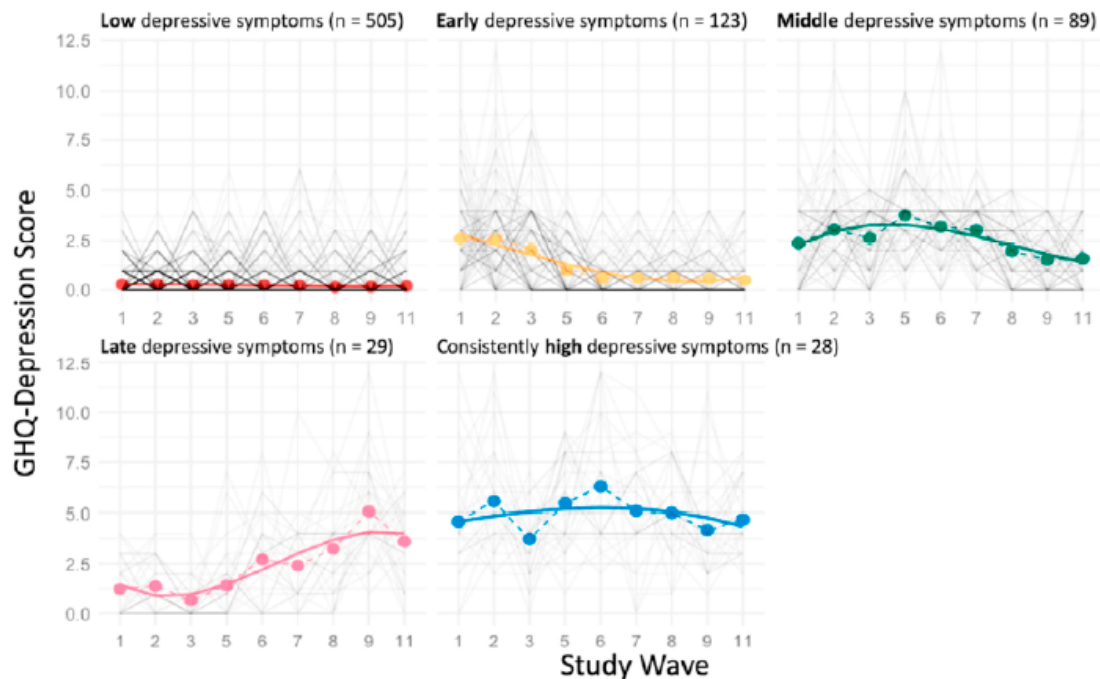 Low depressive symptoms (n = 505)
Early depressive symptoms (n = 123)
Middle depressive symptoms (n = 89)
12.5
10.0
7.5
5.0
2.5
0.0
1 2 3 5 6 7 8 9 11
1 2 3 5 6 7 8 9 11
1 2 3 5 6 7 8 9 11
Late depressive symptoms (n = 29)
Consistently high depressive symptoms (n = 28)
12.5
10.0
7.5
5.0
2.5
0.0
1 2 3 5 6 7 8 9 11
1 2 3 5 6 7 8 9 11
GHQ-Depression Score
Study Wave